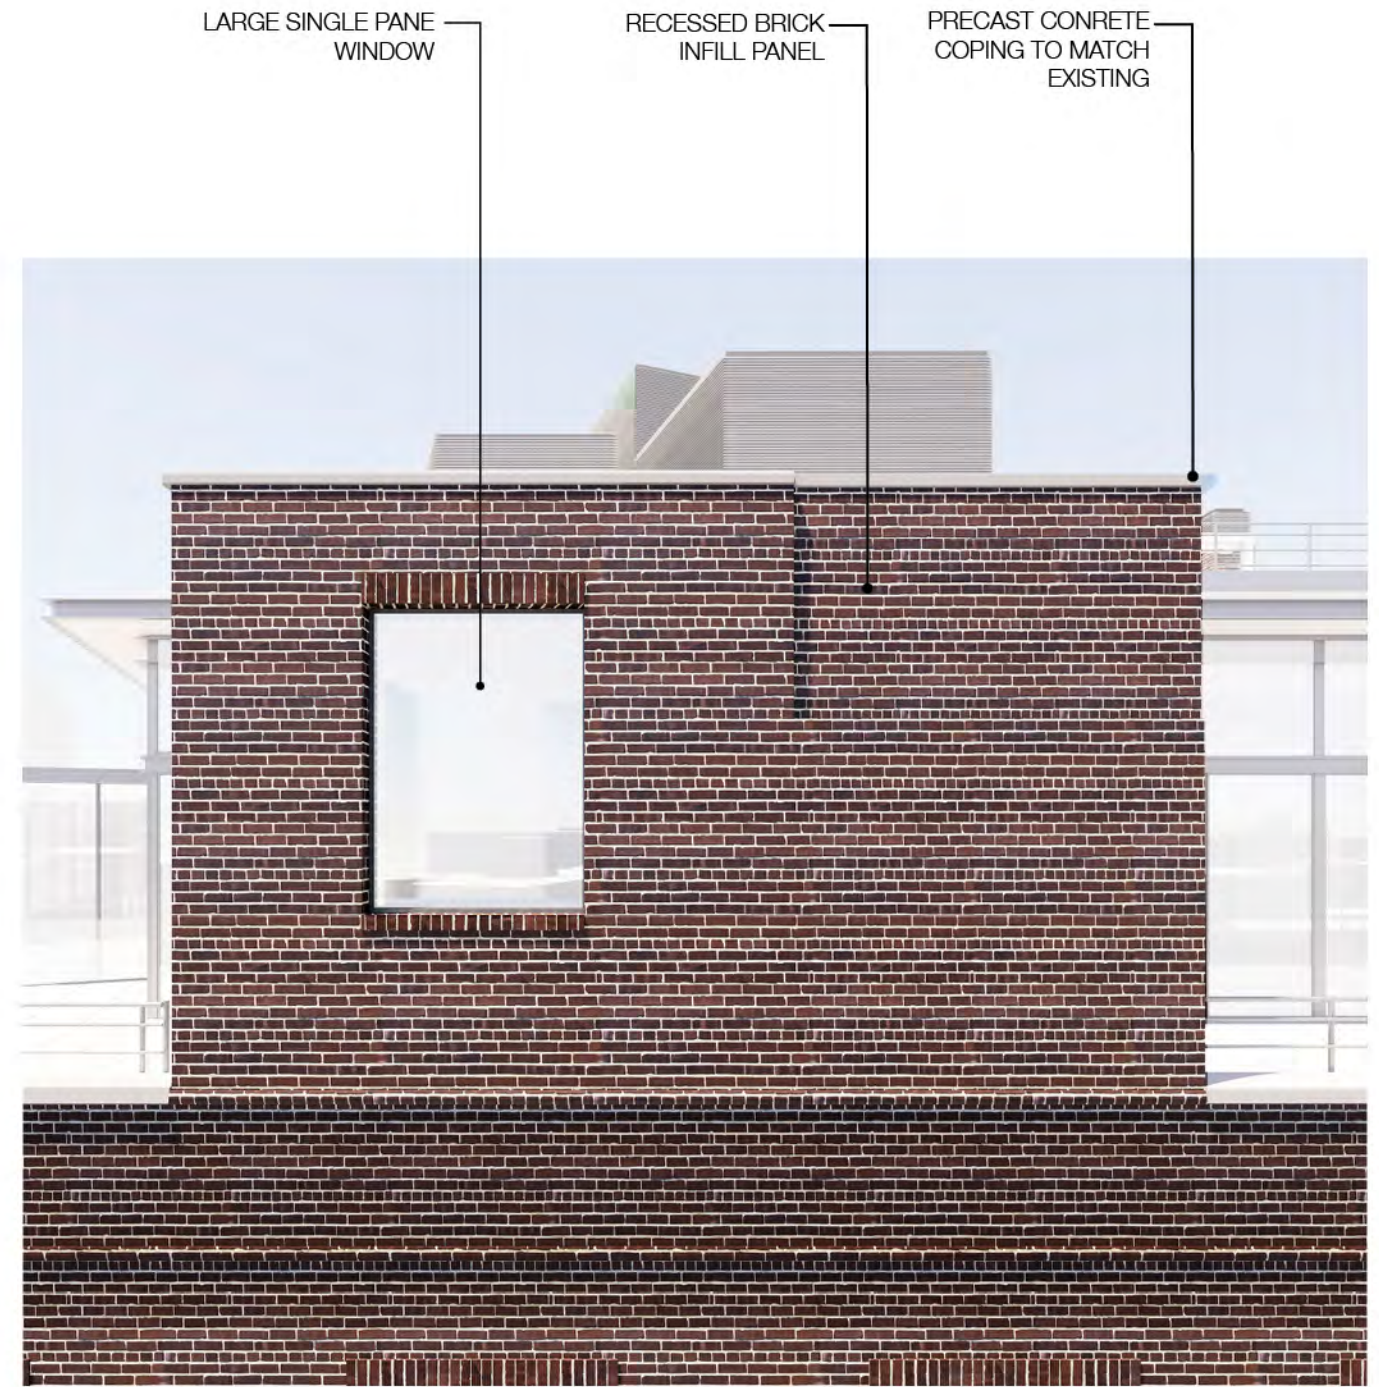 LARGE SINGLE PANE
WINDOW
RECESSED BRICK
INFILL PANEL
PRECAST CONRETE
COPING TO MATCH
EXISTING